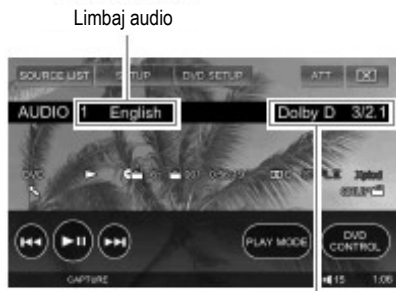 Limbaj audio
SOURCE LIST SETUP DVD SETUP ATT
AUDIO 1 English Dolby D 3/2.1
DVD
PLAY MODE DVD CONTROL
CAPTURE 15 1:06